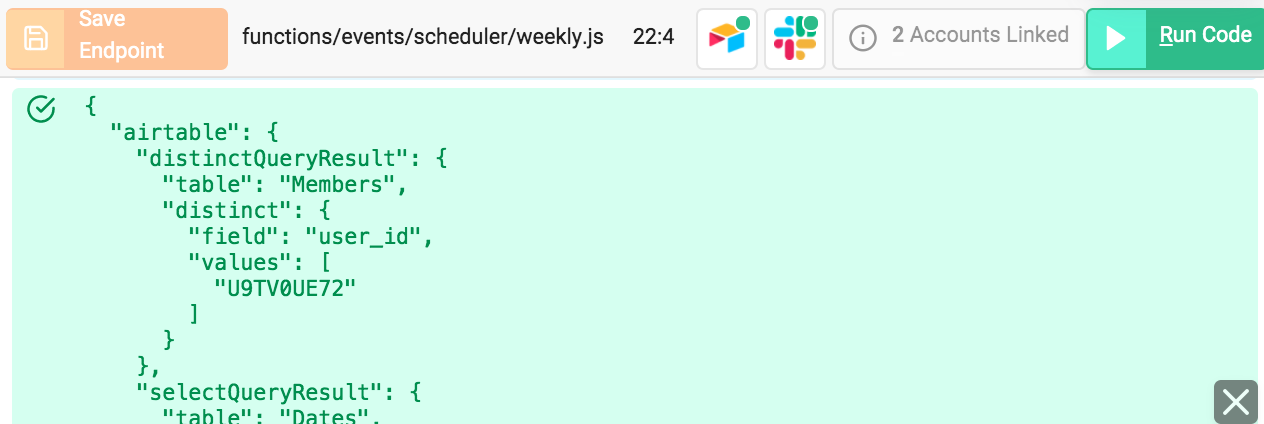 Save
Endpoint
functions/events/scheduler/weekly.js 22:4
2 Accounts Linked
Run Code
{
"airtable": {
"distinctQueryResult": {
"table": "Members",
"distinct": {
"field": "user_id",
"values": [
"U9TV0UE72"
]
}
},
"selectQueryResult": {
"table": "Dates",